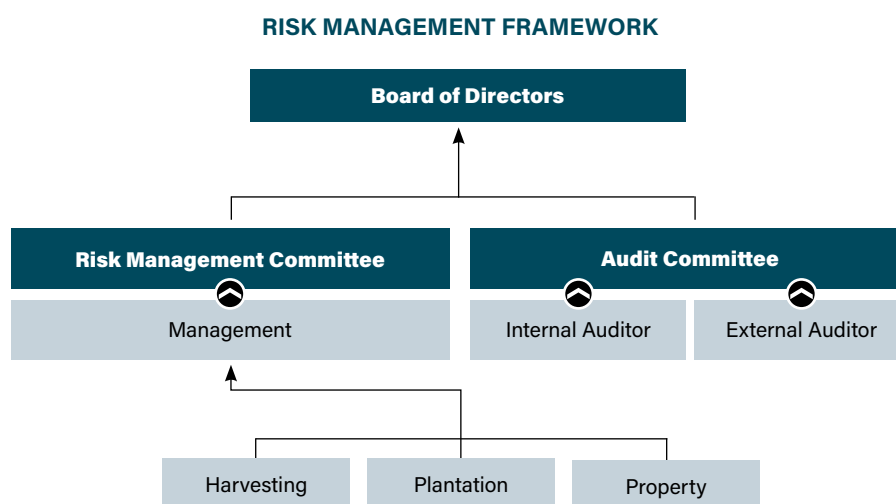 RISK MANAGEMENT FRAMEWORK
Board of Directors
Risk Management Committee
Audit Committee
Management
Internal Auditor
External Auditor
Harvesting
Plantation
Property